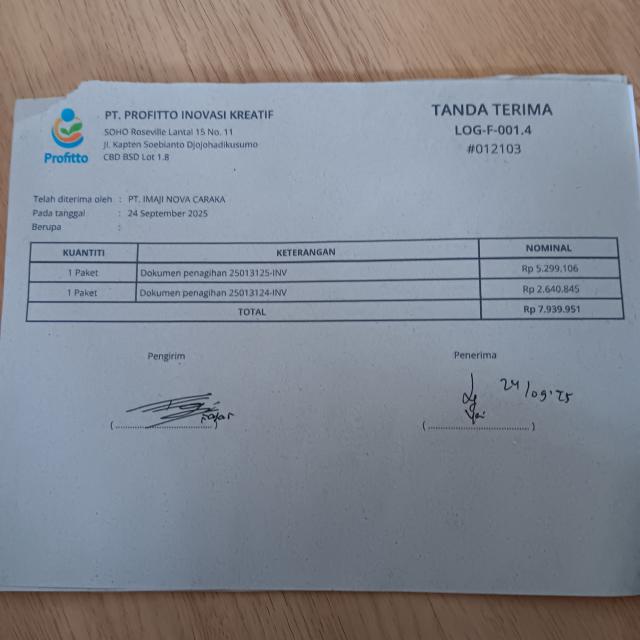 Profitto
PT. PROFITTO INOVASI KREATIF
SOHO Roseville Lantai 15 No. 11
Jl. Kapten Soebianto Djojohadikusumo
CBD BSD Lot 1.8
TANDA TERIMA
LOG-F-001.4
#012103
Telah diterima oleh : PT. IMAJI NOVA CARAKA
Pada tanggal : 24 September 2025
Berupa :
KUANTITI KETERANGAN NOMINAL
1 Paket Dokumen penagihan 25013125-INV Rp 5.299.106
1 Paket Dokumen penagihan 25013124-INV Rp 2.640.845
TOTAL Rp 7.939.951
Pengirim Penerima
24/09-25
(..............................) (..............................)